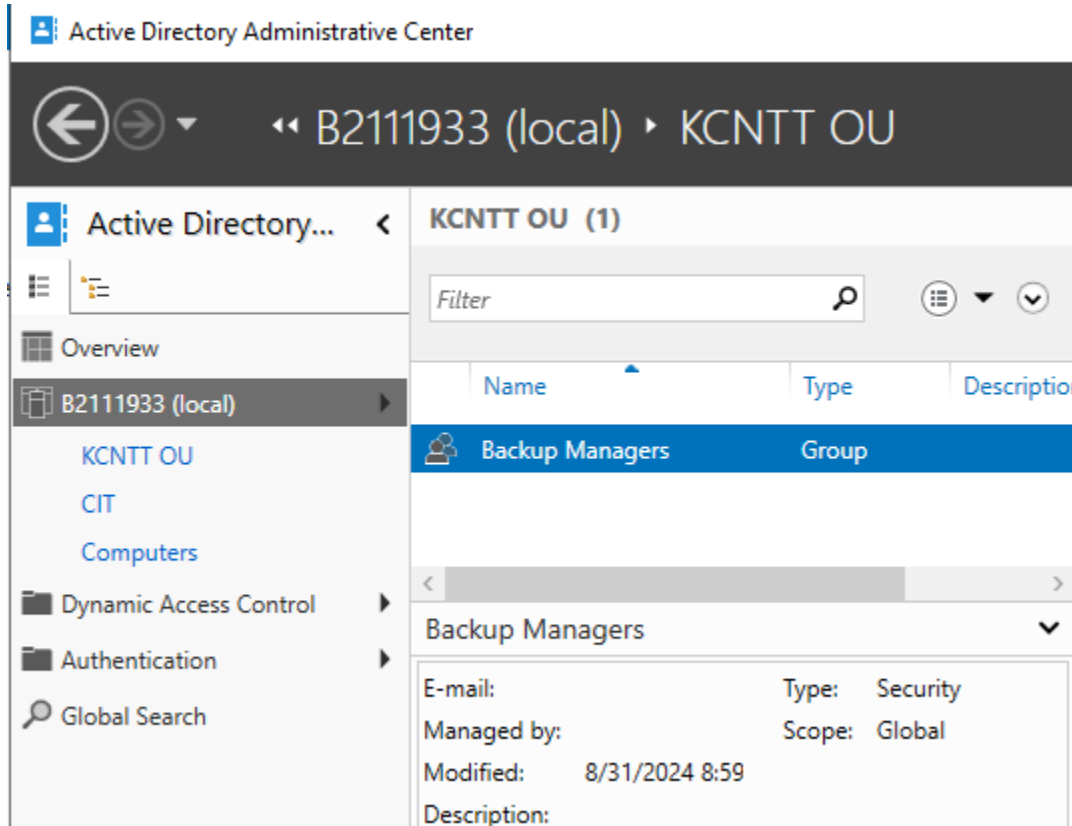 Active Directory Administrative Center
B2111933 (local) KCNTT OU
Active Directory...
Overview
B2111933 (local)
KCNTT OU
CIT
Computers
Dynamic Access Control
Authentication
Global Search
KCNTT OU (1)
Filter
Name Type Description
Backup Managers Group
Backup Managers
E-mail: Type: Security
Managed by: Scope: Global
Modified: 8/31/2024 8:59
Description: